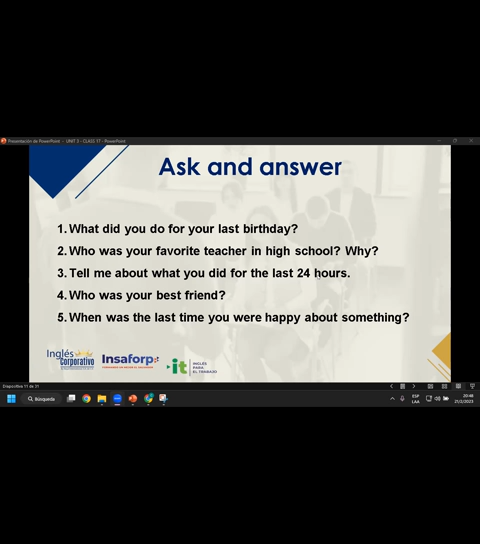 Presentación de PowerPoint - UNIT 3 - CLASS 17 - PowerPoint
Ask and answer
1. What did you do for your last birthday?
2. Who was your favorite teacher in high school? Why?
3. Tell me about what you did for the last 24 hours.
4. Who was your best friend?
5. When was the last time you were happy about something?
Inglés
corporativo
Insaforp
it
INGLÉS
PARA
EL TRABAJO
Diapositiva 11 de 31
Búsqueda
ESP
LAA
20:48
21/2/2023